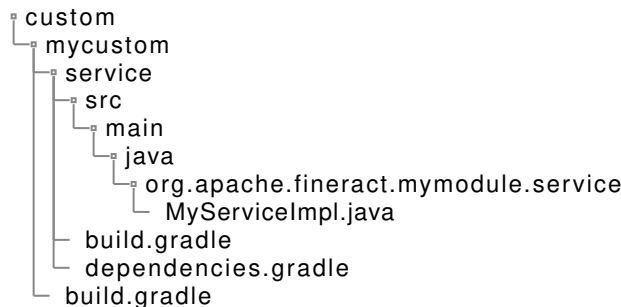 custom
mycustom
service
src
main
java
org.apache.fineract.mymodule.service
MyServiceImpl.java
build.gradle
dependencies.gradle
build.gradle